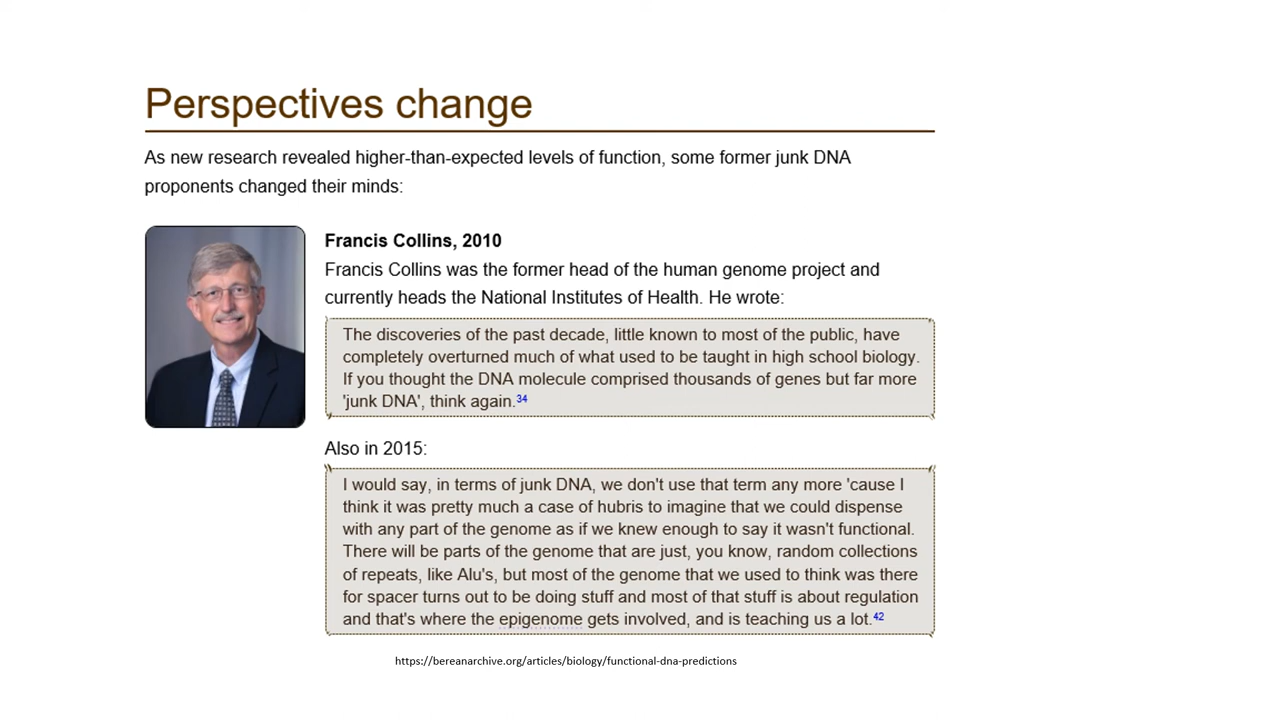 Perspectives change
As new research revealed higher-than-expected levels of function, some former junk DNA
proponents changed their minds:
Francis Collins, 2010
Francis Collins was the former head of the human genome project and
currently heads the National Institutes of Health. He wrote:
The discoveries of the past decade, little known to most of the public, have
completely overturned much of what used to be taught in high school biology.
If you thought the DNA molecule comprised thousands of genes but far more
'junk DNA', think again.34
Also in 2015:
I would say, in terms of junk DNA, we don't use that term any more 'cause I
think it was pretty much a case of hubris to imagine that we could dispense
with any part of the genome as if we knew enough to say it wasn't functional.
There will be parts of the genome that are just, you know, random collections
of repeats, like Alu's, but most of the genome that we used to think was there
for spacer turns out to be doing stuff and most of that stuff is about regulation
and that's where the epigenome gets involved, and is teaching us a lot.42
https://bereanarchive.org/articles/biology/functional-dna-predictions